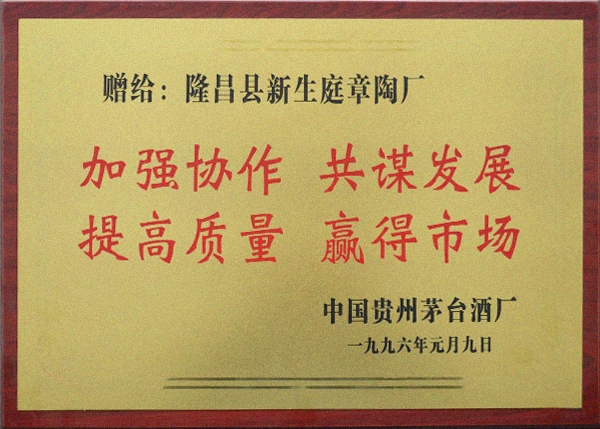 赠给：隆昌县新生庭章陶厂
加强协作 共谋发展
提高质量 赢得市场
中国贵州茅台酒厂
一九九六年元月九日